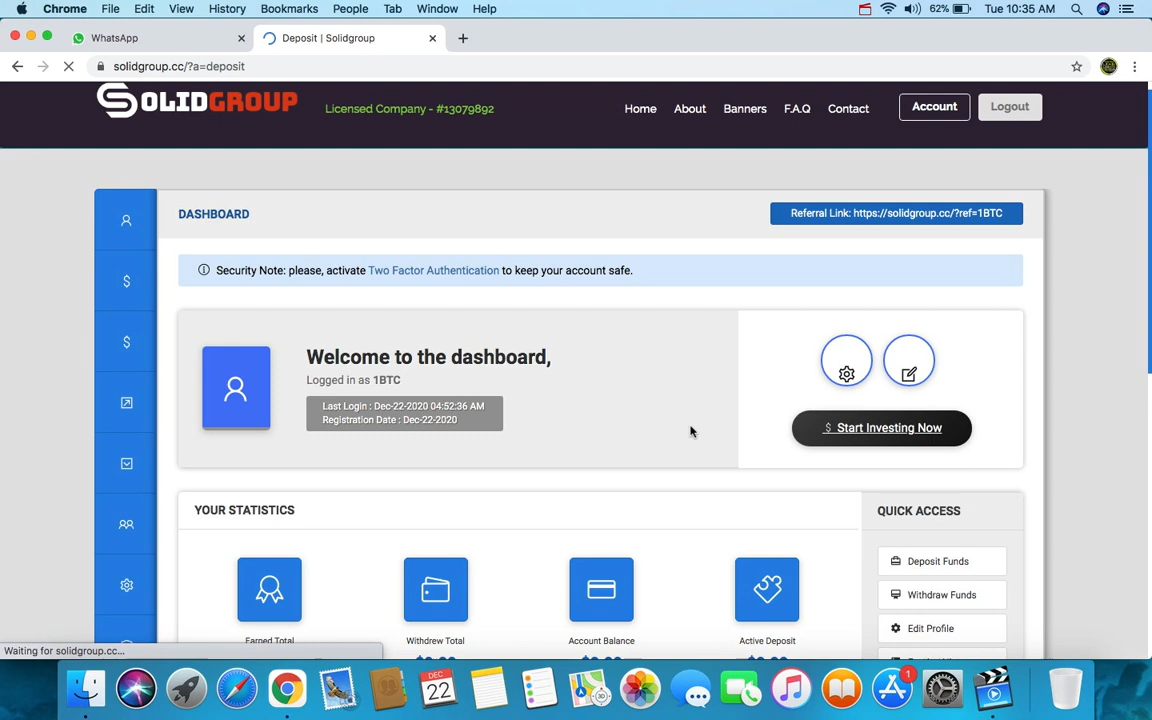 Chrome File Edit View History Bookmarks People Tab Window Help 62% Tue 10:35 AM
WhatsApp Deposit | Solidgroup
solidgroup.cc/?a=deposit
SOLIDGROUP Licensed Company - #13079892 Home About Banners F.A.Q Contact Account Logout
DASHBOARD Referral Link: https://solidgroup.cc/?ref=1BTC
Security Note: please, activate Two Factor Authentication to keep your account safe.
Welcome to the dashboard,
Logged in as 1BTC
Last Login : Dec-22-2020 04:52:36 AM
Registration Date : Dec-22-2020
$ Start Investing Now
YOUR STATISTICS QUICK ACCESS
Deposit Funds
Withdraw Funds
Edit Profile
Earned Total Withdrew Total Account Balance Active Deposit
Waiting for solidgroup.cc...
DEC
22
1